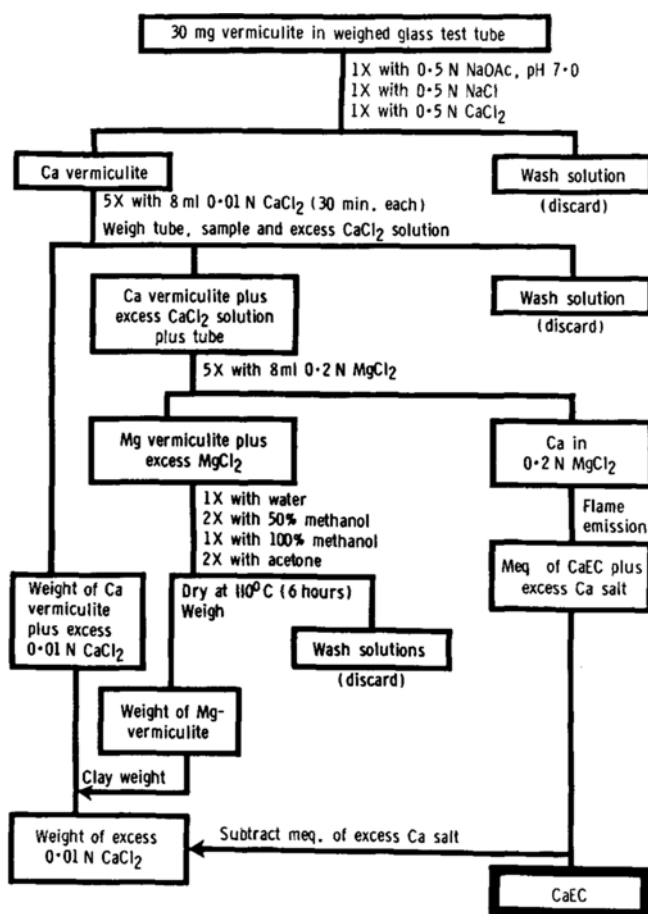 30 mg vermiculite in weighed glass test tube
1X with 0·5 N NaOAc, pH 7·0
1X with 0·5 N NaCl
1X with 0·5 N CaCl2
Ca vermiculite
Wash solution
(discard)
5X with 8 ml 0·01 N CaCl2 (30 min. each)
Weigh tube, sample and excess CaCl2 solution
Ca vermiculite plus
excess CaCl2 solution
plus tube
Wash solution
(discard)
5X with 8ml 0·2 N MgCl2
Mg vermiculite plus
excess MgCl2
Ca in
0·2 N MgCl2
1X with water
2X with 50% methanol
1X with 100% methanol
2X with acetone
Flame
emission
Meq. of CaEC plus
excess Ca salt
Weight of Ca
vermiculite
plus excess
0·01 N CaCl2
Dry at 110°C (6 hours)
Weigh
Wash solutions
(discard)
Weight of Mg-
vermiculite
Clay weight
Weight of excess
0·01 N CaCl2
Subtract meq. of excess Ca salt
CaEC